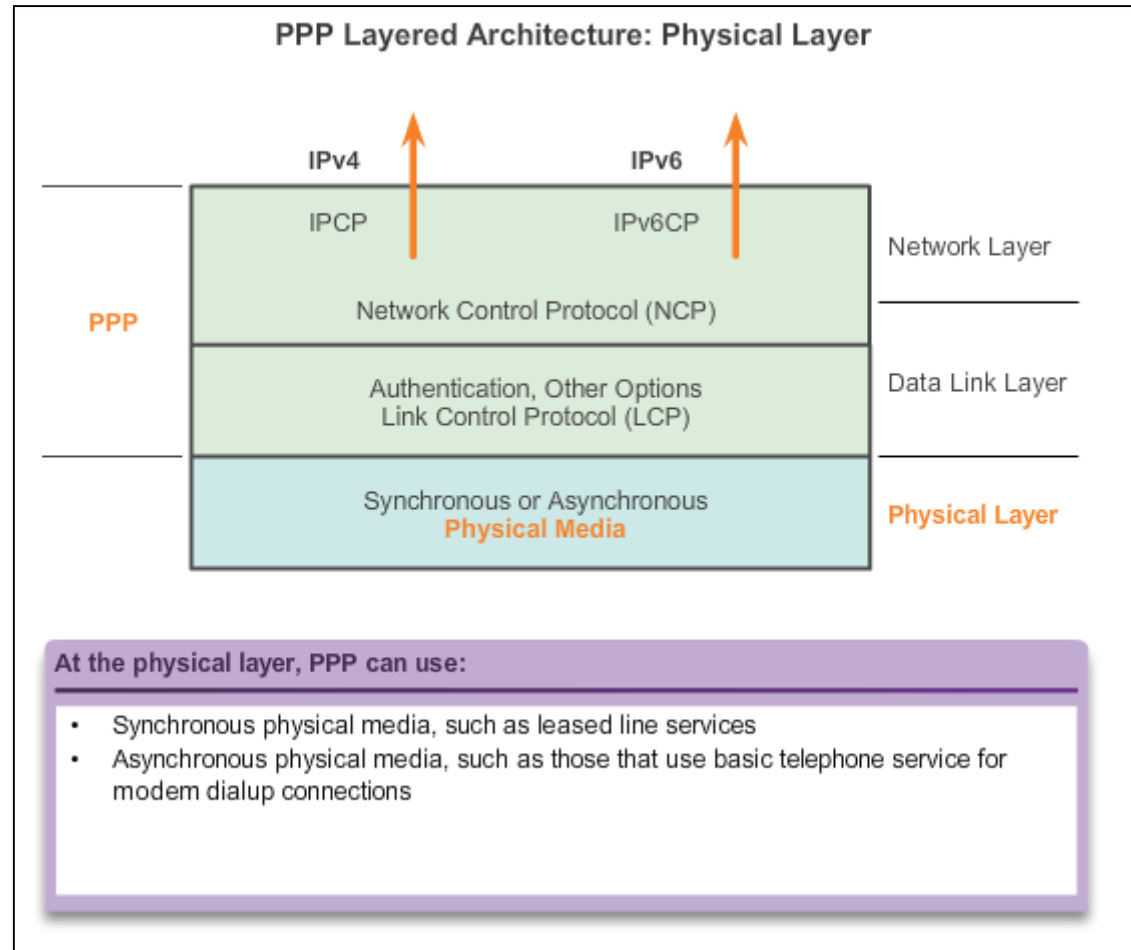 PPP Layered Architecture: Physical Layer
IPv4 IPv6
IPCP IPv6CP
Network Layer
Network Control Protocol (NCP)
PPP
Authentication, Other Options
Link Control Protocol (LCP)
Data Link Layer
Synchronous or Asynchronous
Physical Media
Physical Layer
At the physical layer, PPP can use:
• Synchronous physical media, such as leased line services
• Asynchronous physical media, such as those that use basic telephone service for
modem dialup connections